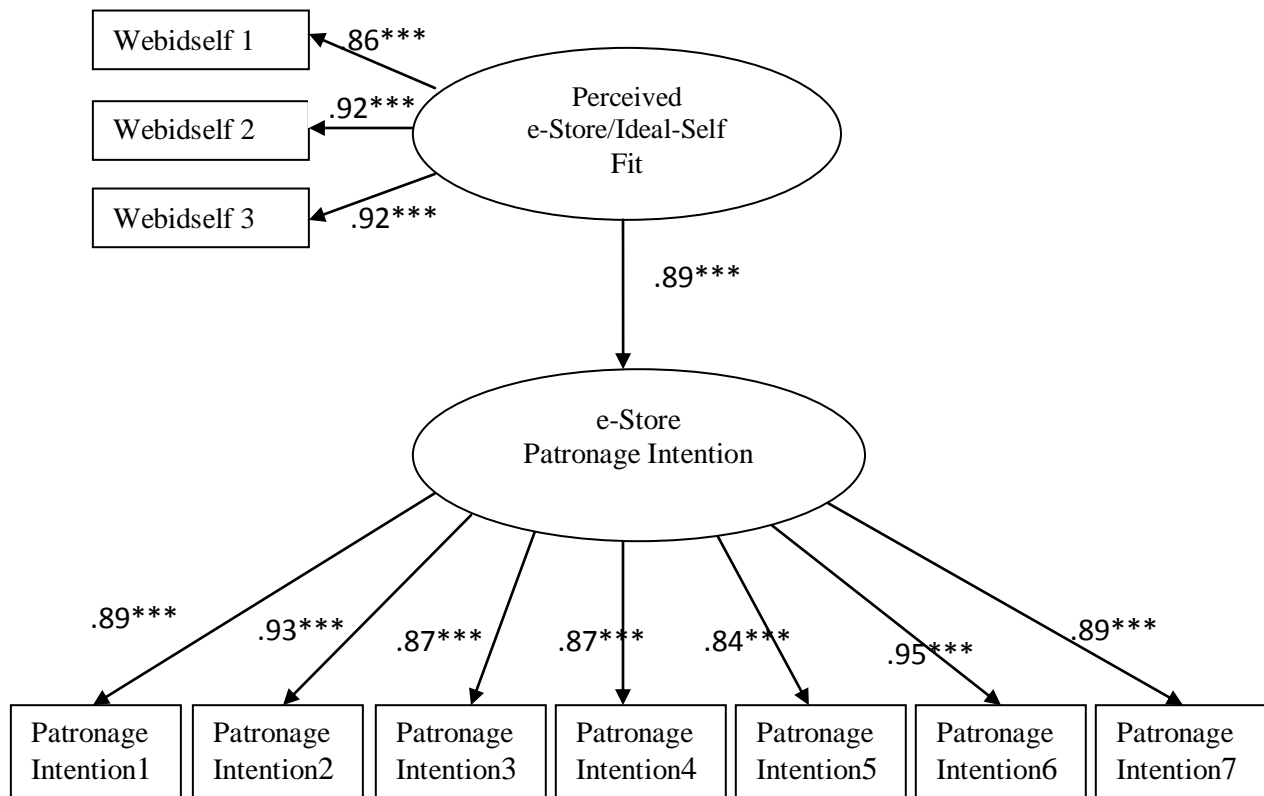 Webidself 1
.86***
Perceived
e-Store/Ideal-Self
Fit
Webidself 2
.92***
Webidself 3
.92***
.89***
e-Store
Patronage Intention
.89***
.93***
.87***
.87***
.84***
.95***
.89***
Patronage
Intention1
Patronage
Intention2
Patronage
Intention3
Patronage
Intention4
Patronage
Intention5
Patronage
Intention6
Patronage
Intention7